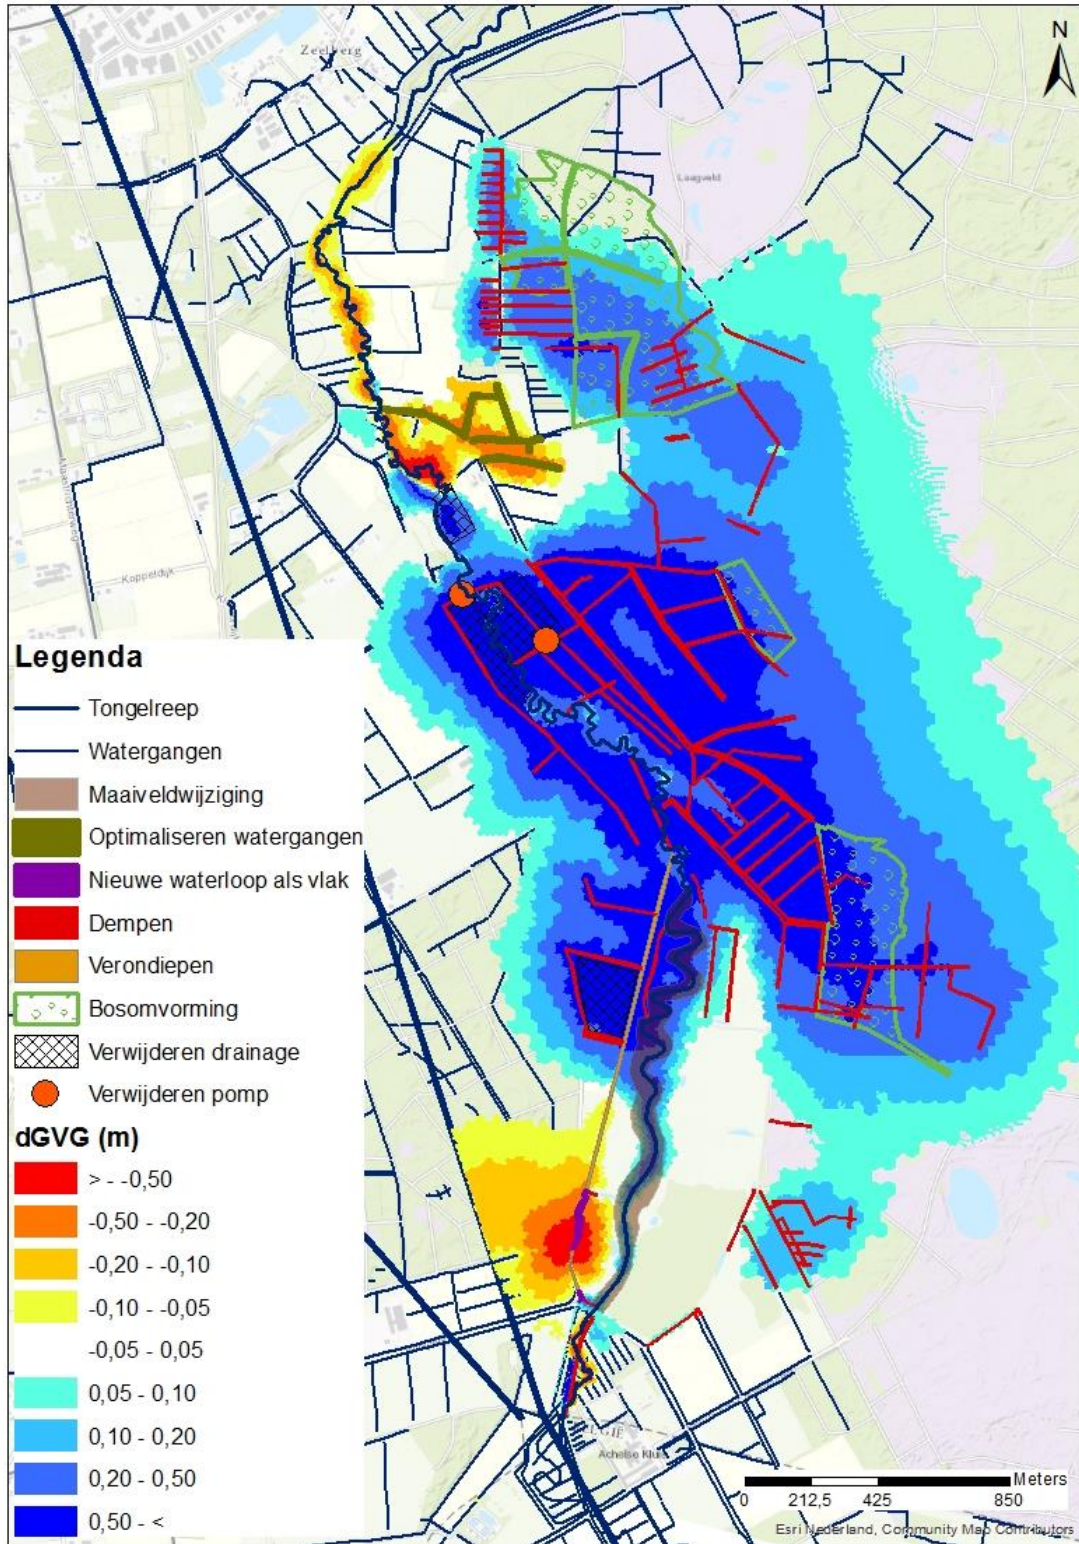 Zeelberg
N
Laagveld
Maastrichterweg
Koppeldijk
Legenda
Tongelreep
Watergangen
Maaiveldwijziging
Optimaliseren watergangen
Nieuwe waterloop als vlak
Dempen
Verondiepen
Bosomvorming
Verwijderen drainage
Verwijderen pomp
dGVG (m)
> - -0,50
-0,50 - -0,20
-0,20 - -0,10
-0,10 - -0,05
-0,05 - 0,05
0,05 - 0,10
0,10 - 0,20
0,20 - 0,50
0,50 - <
Achelse Kluis
Meters
0 212,5 425 850
Esri Nederland, Community Map Contributors